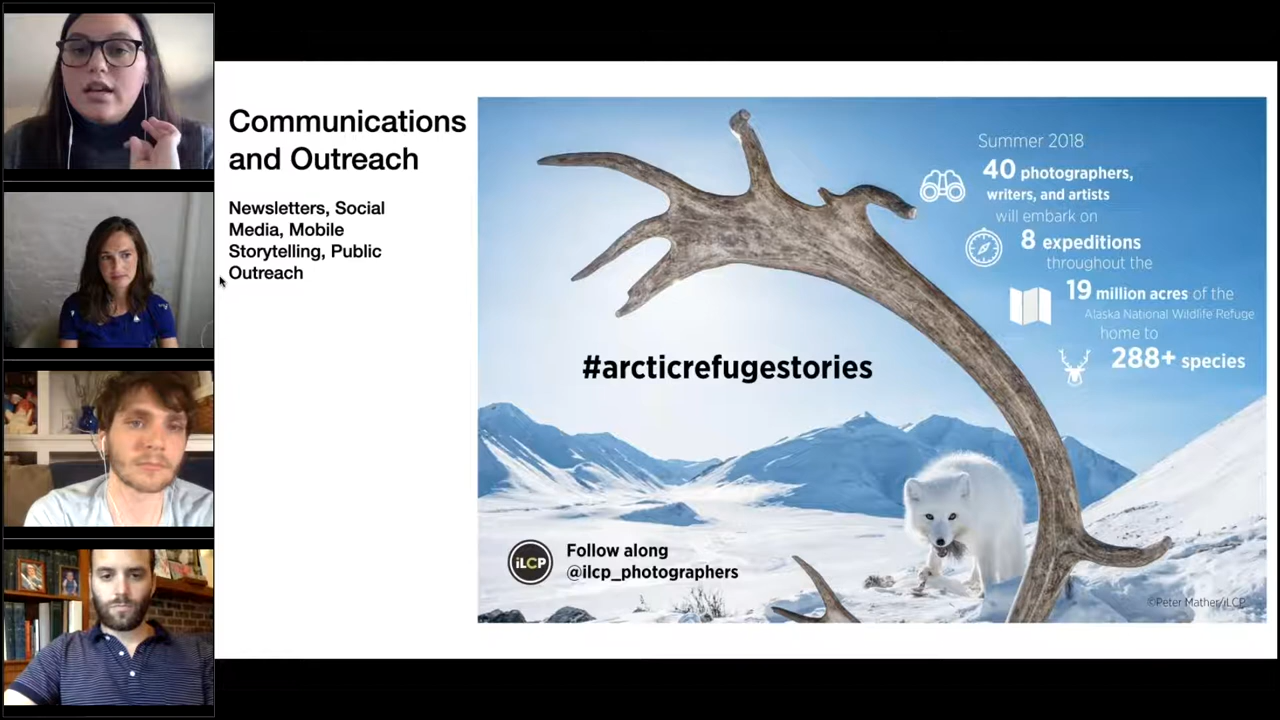 Communications
and Outreach
Newsletters, Social
Media, Mobile
Storytelling, Public
Outreach
Summer 2018
40 photographers,
writers, and artists
will embark on
8 expeditions
throughout the
19 million acres of the
Alaska National Wildlife Refuge
home to
288+ species
#arcticrefugestories
iLCP
Follow along
@ilcp_photographers
©Peter Mather/iLCP